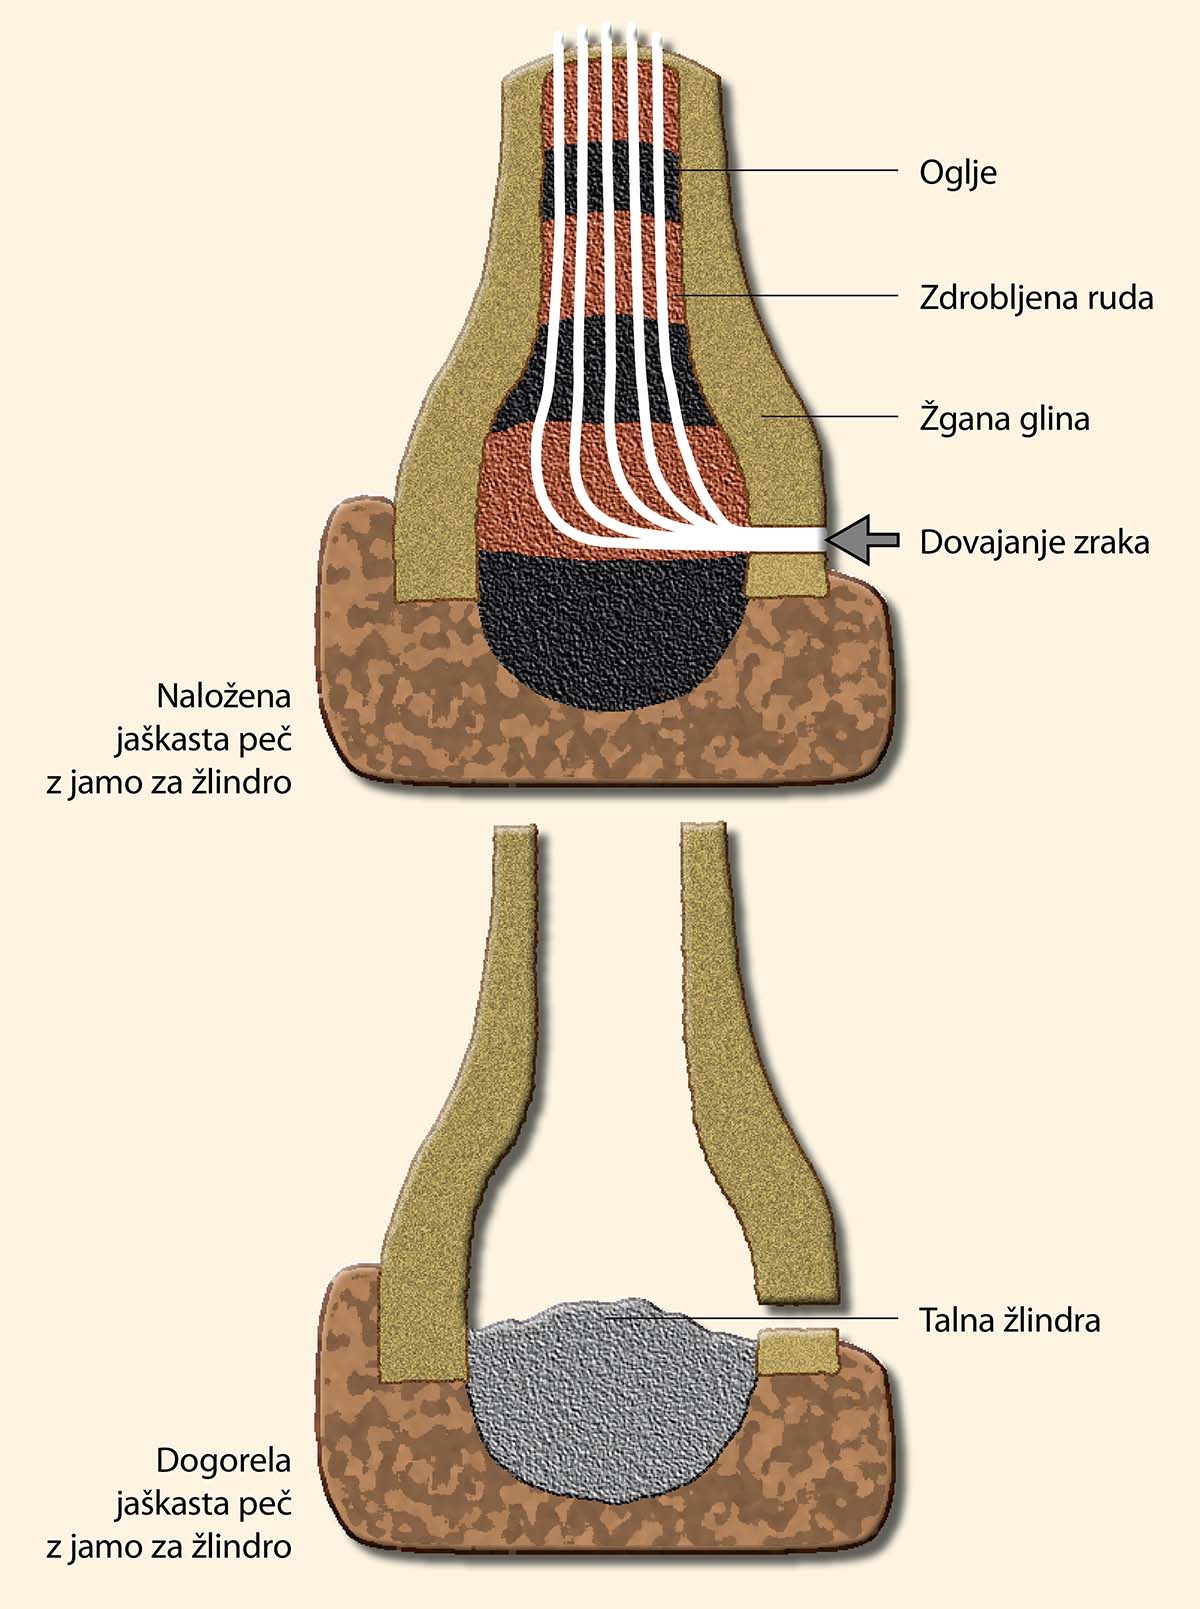 Oglje
Zdrobljena ruda
Žgana glina
Dovajanje zraka
Naložena
jaškasta peč
z jamo za žlindro
Talna žlindra
Dogorela
jaškasta peč
z jamo za žlindro